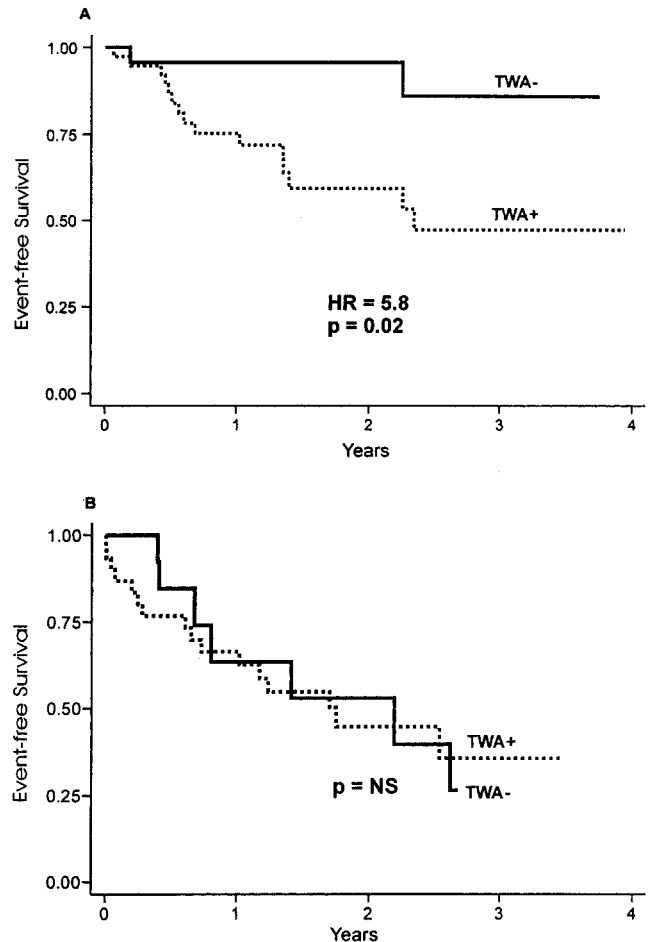 A
1.00
TWA-
0.75
Event-free Survival
0.50
TWA+
0.25
HR = 5.8
p = 0.02
0.00
0 1 2 3 4
Years
B
1.00
0.75
Event-free Survival
0.50
TWA+
0.25
p = NS
TWA-
0.00
0 1 2 3 4
Years